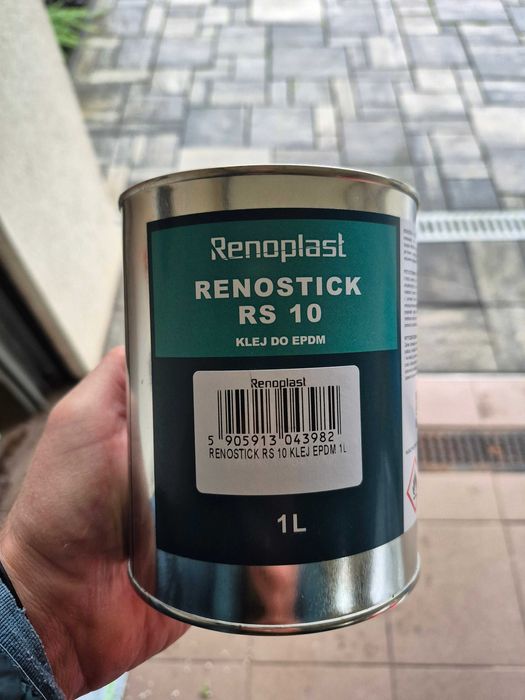 Renoplast
RENOSTICK
RS 10
KLEJ DO EPDM
Renoplast
5 905913 043982
RENOSTICK RS 10 KLEJ EPDM 1L
1L